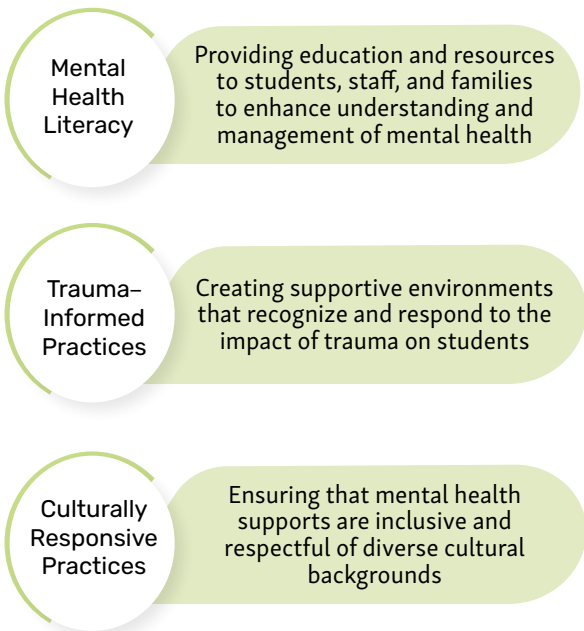 Mental
Health
Literacy
Providing education and resources
to students, staff, and families
to enhance understanding and
management of mental health
Trauma–
Informed
Practices
Creating supportive environments
that recognize and respond to the
impact of trauma on students
Culturally
Responsive
Practices
Ensuring that mental health
supports are inclusive and
respectful of diverse cultural
backgrounds